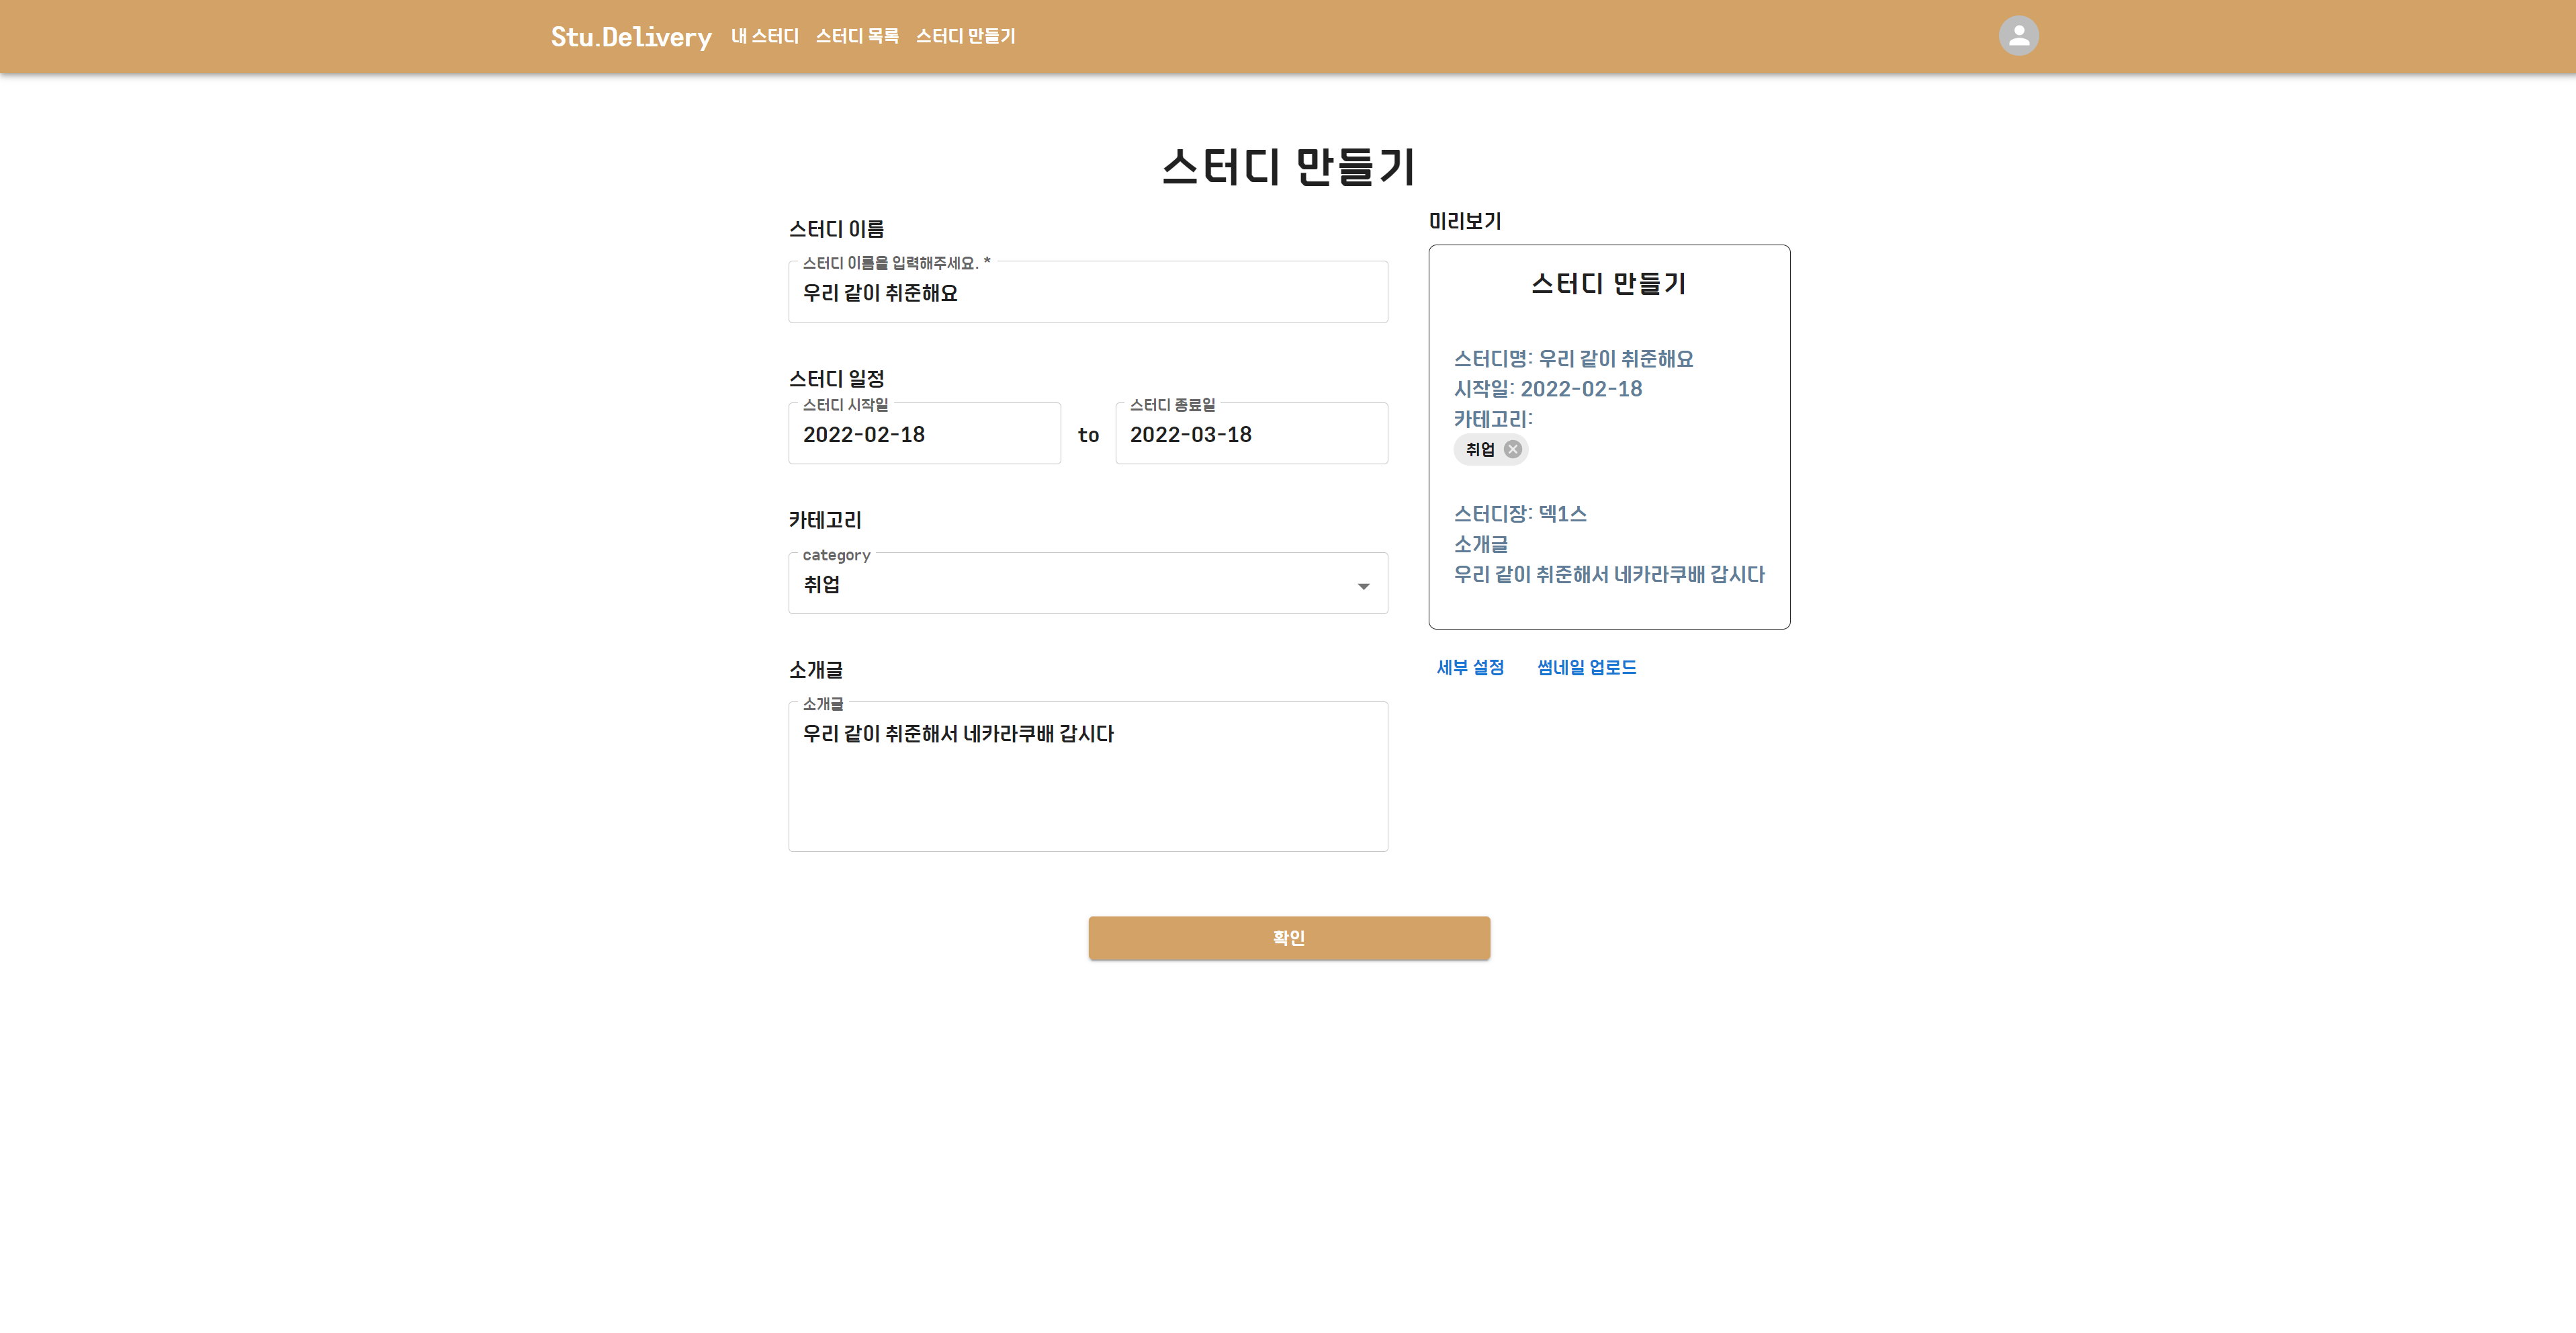 Stu.Delivery 내 스터디 스터디 목록 스터디 만들기
스터디 만들기
스터디 이름
스터디 이름을 입력해주세요. *
우리 같이 취준해요
스터디 일정
스터디 시작일
2022-02-18
to
스터디 종료일
2022-03-18
카테고리
category
취업
소개글
소개글
우리 같이 취준해서 네카라쿠배 갑시다
미리보기
스터디 만들기
스터디명: 우리 같이 취준해요
시작일: 2022-02-18
카테고리:
취업
스터디장: 덱1스
소개글
우리 같이 취준해서 네카라쿠배 갑시다
세부 설정 썸네일 업로드
확인